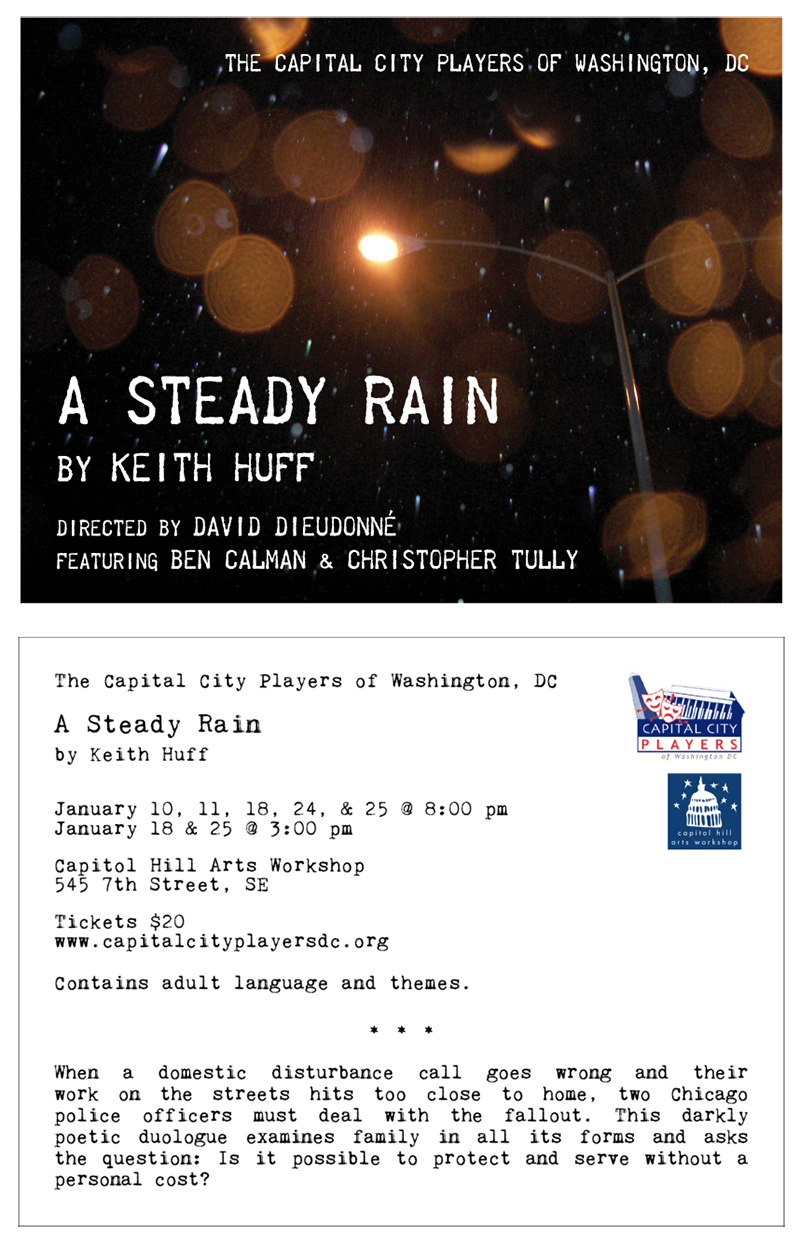 THE CAPITAL CITY PLAYERS OF WASHINGTON, DC
A STEADY RAIN
BY KEITH HUFF
DIRECTED BY DAVID DIEUDONNÉ
FEATURING BEN CALMAN & CHRISTOPHER TULLY
The Capital City Players of Washington, DC
A Steady Rain
by Keith Huff
January 10, 11, 18, 24, & 25 @ 8:00 pm
January 18 & 25 @ 3:00 pm
Capitol Hill Arts Workshop
545 7th Street, SE
Tickets $20
www.capitalcityplayersdc.org
Contains adult language and themes.
* * *
When a domestic disturbance call goes wrong and their
work on the streets hits too close to home, two Chicago
police officers must deal with the fallout. This darkly
poetic duologue examines family in all its forms and asks
the question: Is it possible to protect and serve without a
personal cost?
CAPITAL CITY
PLAYERS
of Washington DC
capitol hill
arts workshop